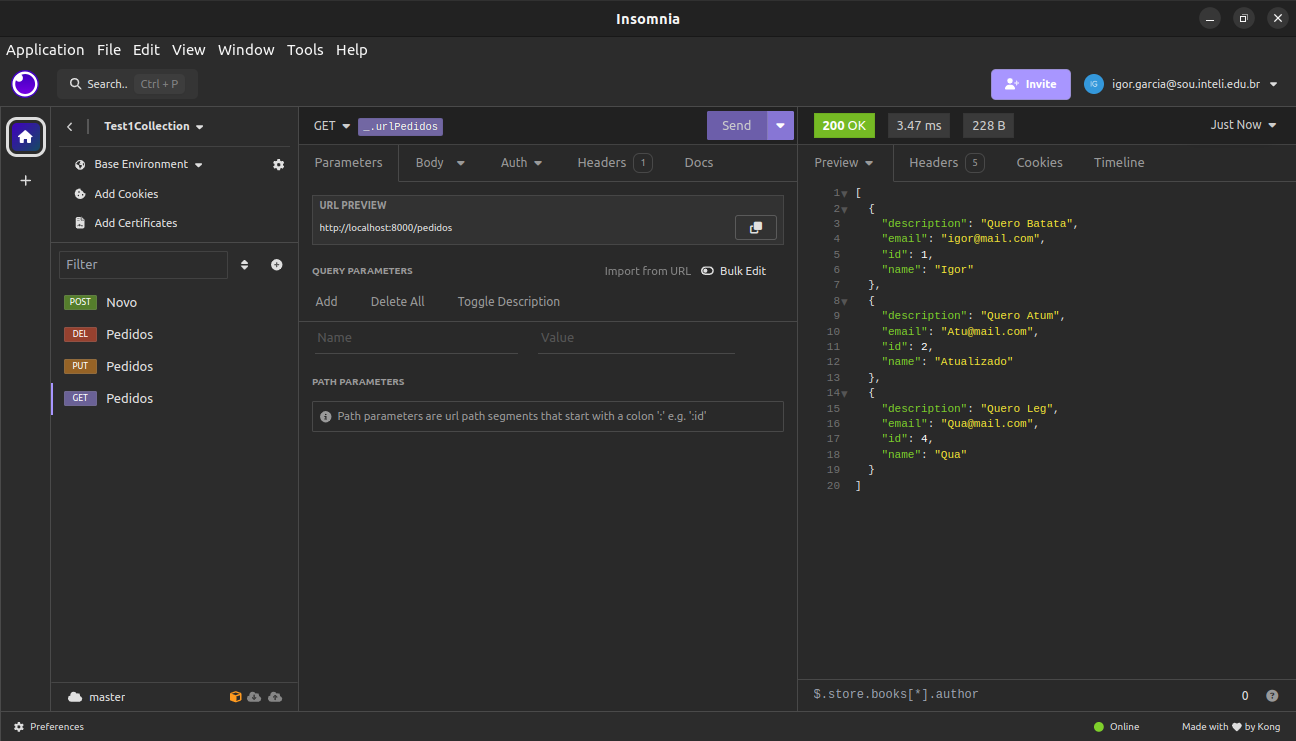 Insomnia
Application File Edit View Window Tools Help
Search.. Ctrl + P
Invite
IG igor.garcia@sou.inteli.edu.br
Test1Collection
Base Environment
Add Cookies
Add Certificates
Filter
POST Novo
DEL Pedidos
PUT Pedidos
GET Pedidos
master
GET _.urlPedidos Send
Parameters Body Auth Headers 1 Docs
URL PREVIEW
http://localhost:8000/pedidos
QUERY PARAMETERS Import from URL Bulk Edit
Add Delete All Toggle Description
Name Value
PATH PARAMETERS
Path parameters are url path segments that start with a colon ':' e.g. ':id'
200 OK 3.47 ms 228 B Just Now
Preview Headers 5 Cookies Timeline
1 [
2 {
3 "description": "Quero Batata",
4 "email": "igor@mail.com",
5 "id": 1,
6 "name": "Igor"
7 },
8 {
9 "description": "Quero Atum",
10 "email": "Atu@mail.com",
11 "id": 2,
12 "name": "Atualizado"
13 },
14 {
15 "description": "Quero Leg",
16 "email": "Qua@mail.com",
17 "id": 4,
18 "name": "Qua"
19 }
20 ]
$.store.books[*].author 0 ?
Preferences Online Made with ♥ by Kong